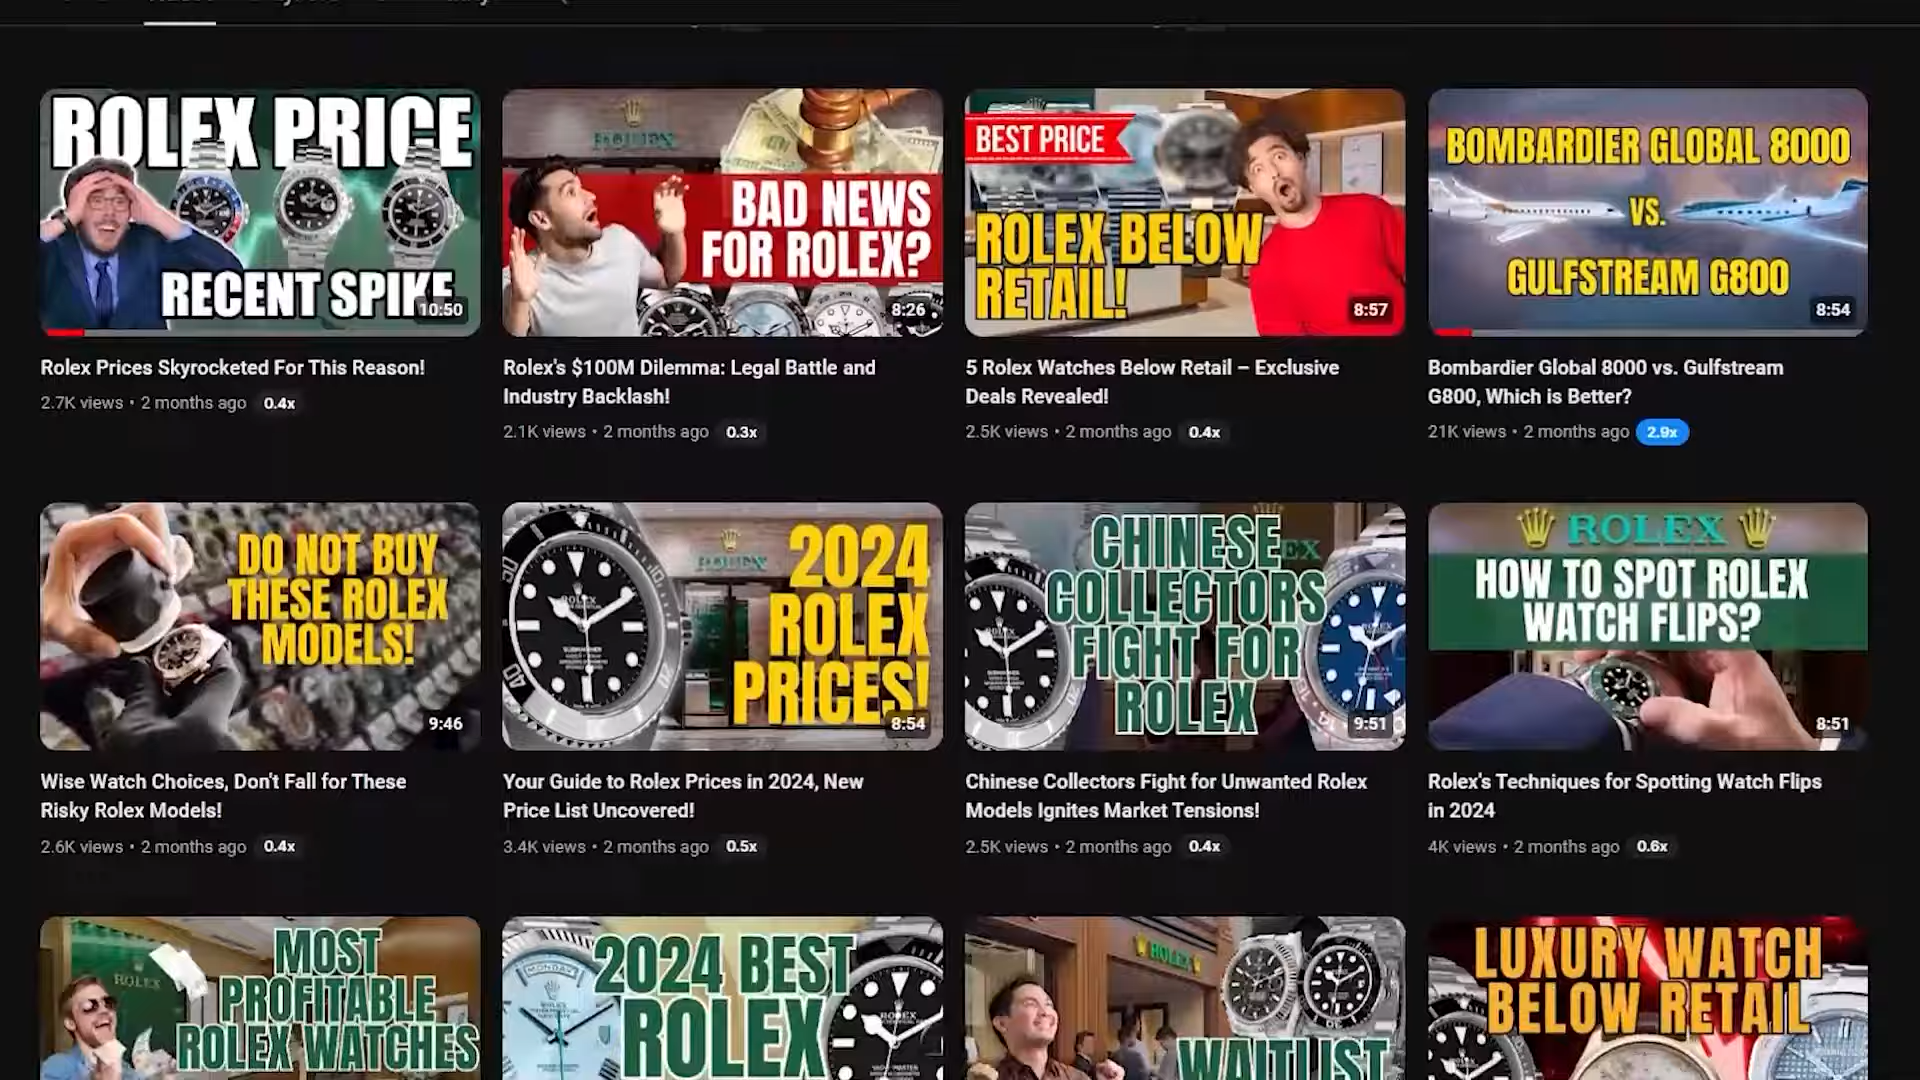 ROLEX PRICE
RECENT SPIKE
10:50
Rolex Prices Skyrocketed For This Reason!
2.7K views • 2 months ago 0.4x
ROLEX
BAD NEWS
FOR ROLEX?
8:26
Rolex's $100M Dilemma: Legal Battle and
Industry Backlash!
2.1K views • 2 months ago 0.3x
BEST PRICE
ROLEX BELOW
RETAIL!
8:57
5 Rolex Watches Below Retail – Exclusive
Deals Revealed!
2.5K views • 2 months ago 0.4x
BOMBARDIER GLOBAL 8000
VS.
GULFSTREAM G800
8:54
Bombardier Global 8000 vs. Gulfstream
G800, Which is Better?
21K views • 2 months ago 2.9x
DO NOT BUY
THESE ROLEX
MODELS!
9:46
Wise Watch Choices, Don't Fall for These
Risky Rolex Models!
2.6K views • 2 months ago 0.4x
ROLEX
2024
ROLEX
PRICES!
8:54
Your Guide to Rolex Prices in 2024, New
Price List Uncovered!
3.4K views • 2 months ago 0.5x
CHINESE
COLLECTORS
FIGHT FOR
ROLEX
9:51
Chinese Collectors Fight for Unwanted Rolex
Models Ignites Market Tensions!
2.5K views • 2 months ago 0.4x
ROLEX
HOW TO SPOT ROLEX
WATCH FLIPS?
8:51
Rolex's Techniques for Spotting Watch Flips
in 2024
4K views • 2 months ago 0.6x
ROLEX
MOST
PROFITABLE
ROLEX WATCHES
MONDAY
2024 BEST
ROLEX
ROLEX
WAITLIST
LUXURY WATCH
BELOW RETAIL